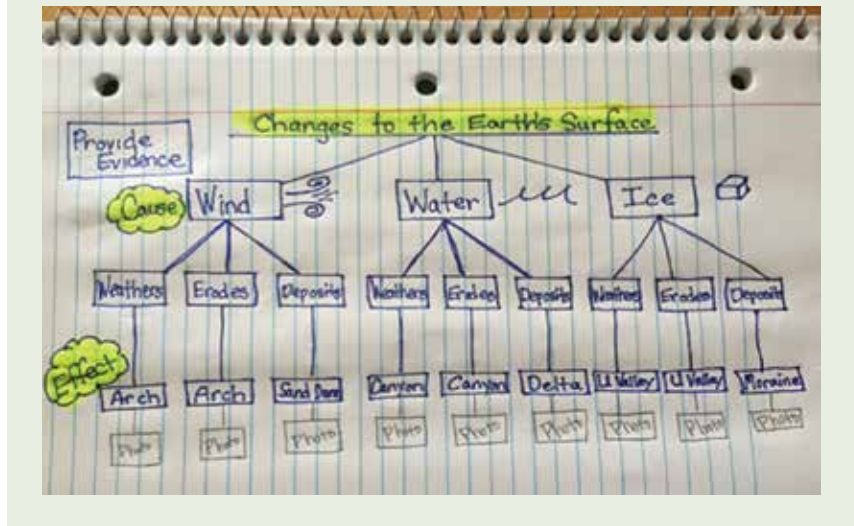 Changes to the Earth's Surface
Provide
Evidence
Cause
Wind
Water
Ice
Weathers
Erodes
Deposits
Weathers
Erodes
Deposits
Weathers
Erodes
Deposits
Effect
Arch
Arch
Sand Dune
Canyon
Canyon
Delta
U Valley
U Valley
Moraine
Photo
Photo
Photo
Photo
Photo
Photo
Photo
Photo
Photo